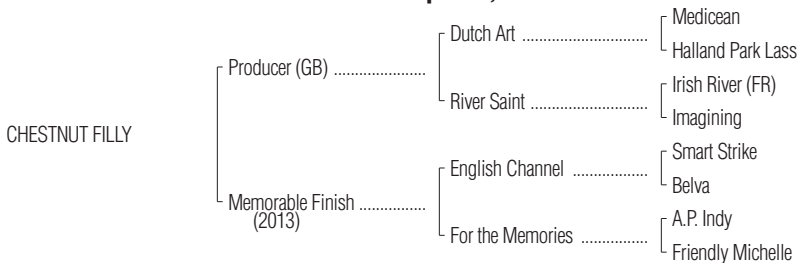 Medicean
Dutch Art ..............................
Halland Park Lass
Producer (GB) ......................
Irish River (FR)
River Saint ............................
Imagining
CHESTNUT FILLY
Smart Strike
English Channel ..................
Belva
Memorable Finish ................
(2013)
A.P. Indy
For the Memories ................
Friendly Michelle